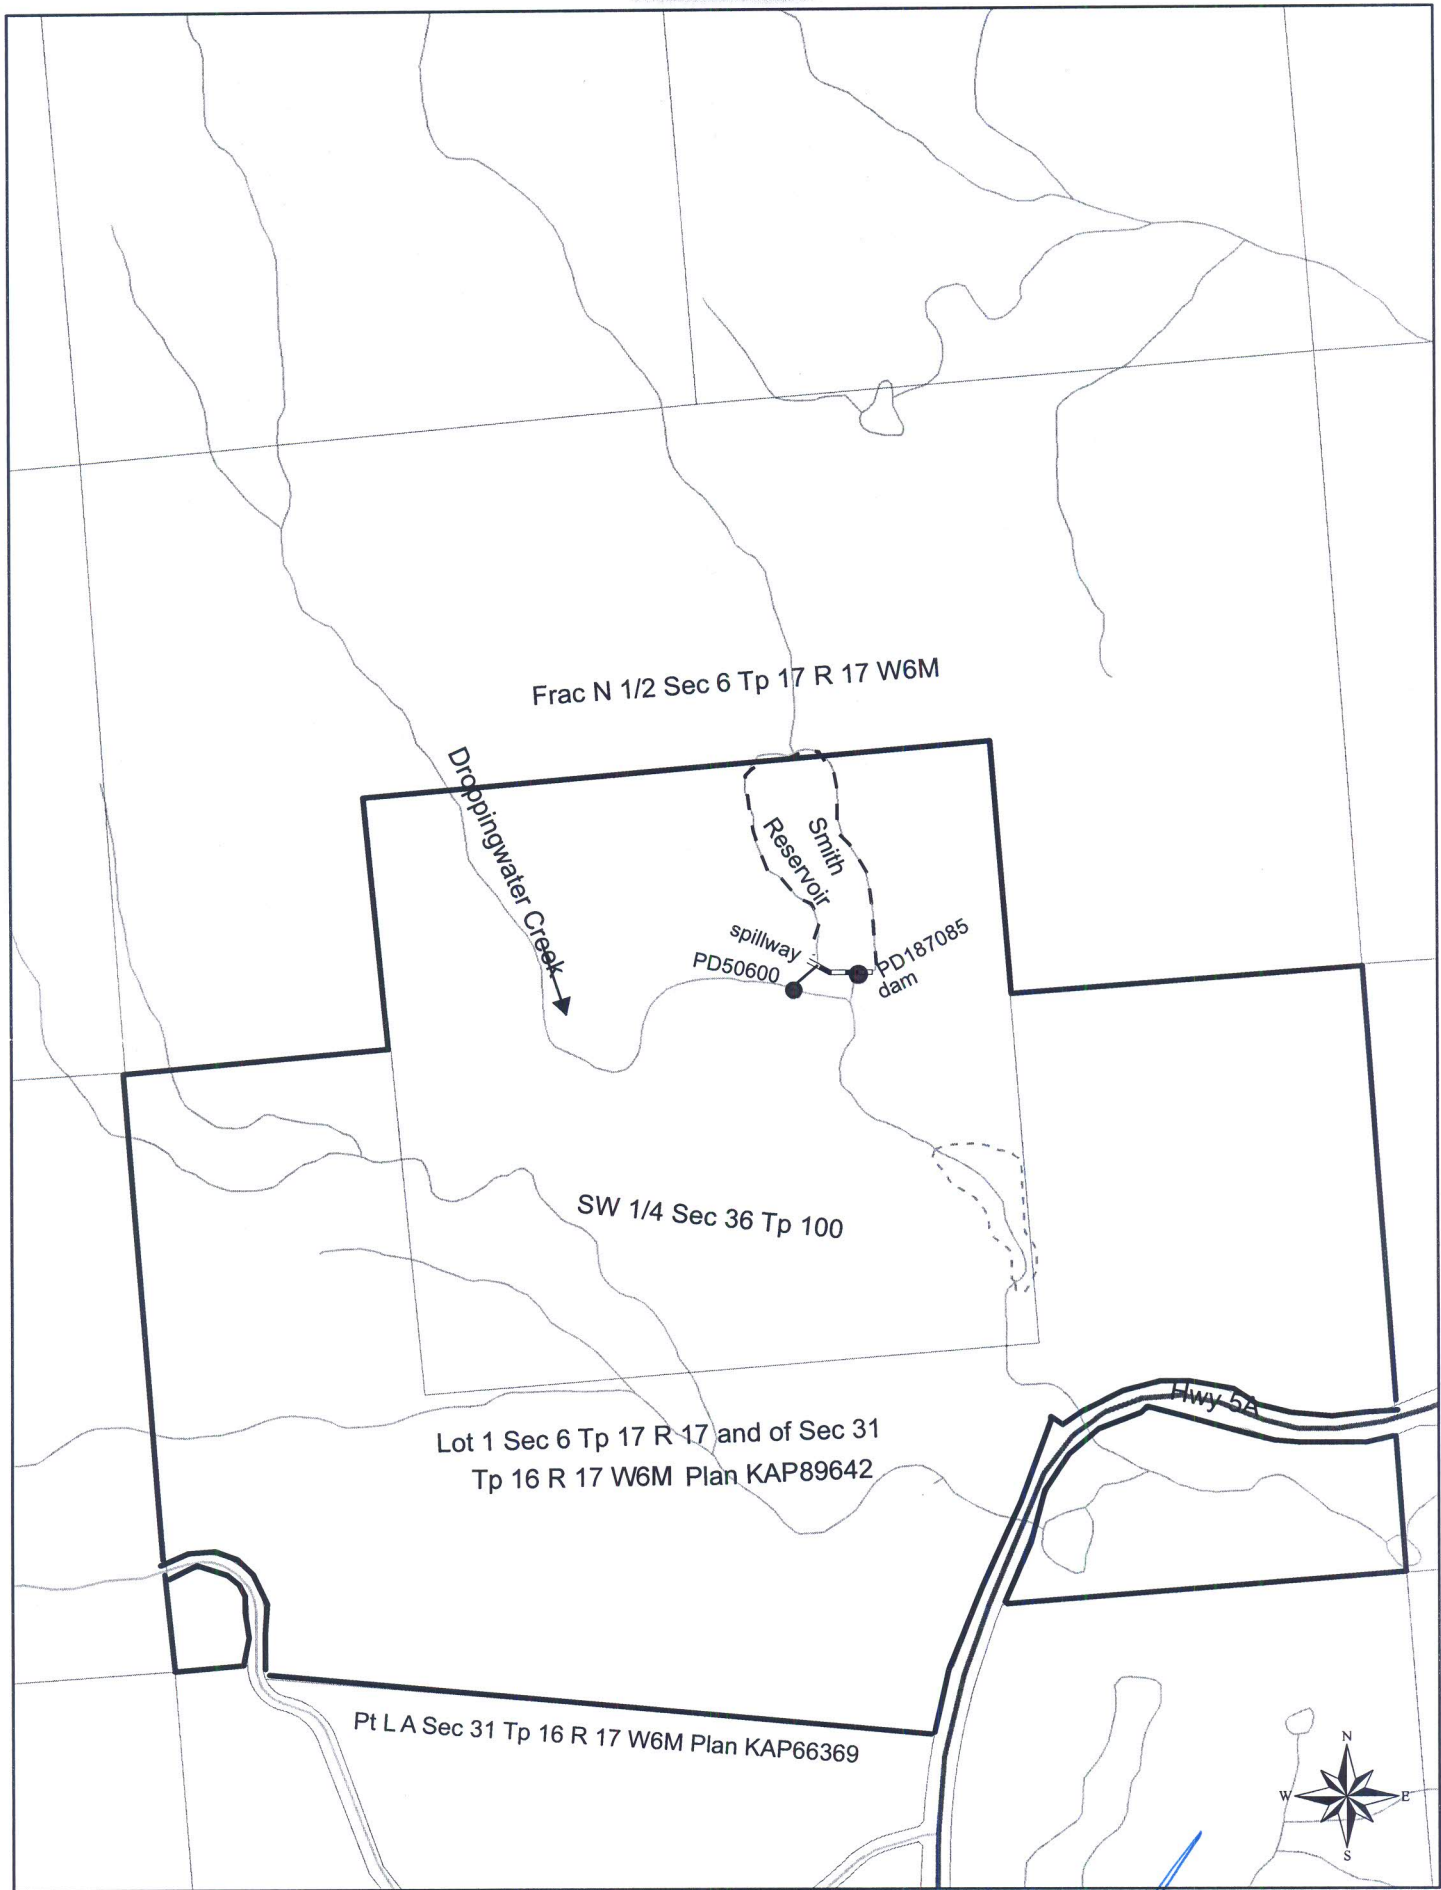 Frac N 1/2 Sec 6 Tp 17 R 17 W6M
Droppingwater Creek
Smith
Reservoir
spillway
PD50600
PD187085
dam
SW 1/4 Sec 36 Tp 100
Hwy 5A
Lot 1 Sec 6 Tp 17 R 17 and of Sec 31
Tp 16 R 17 W6M Plan KAP89642
Pt L A Sec 31 Tp 16 R 17 W6M Plan KAP66369
N
W E
S